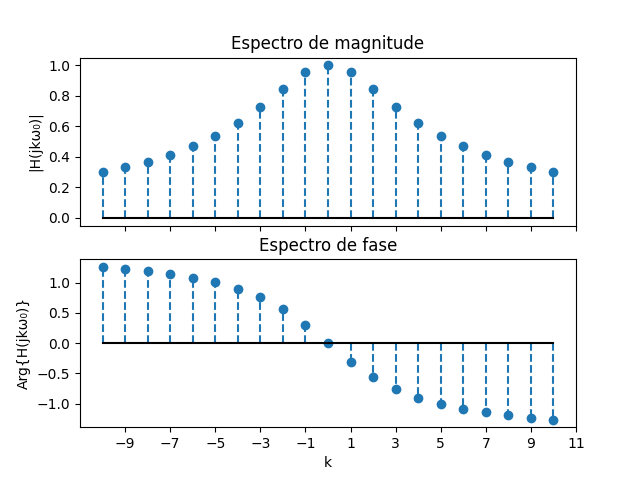 Espectro de magnitude
|H(jkω₀)|
1.0
0.8
0.6
0.4
0.2
0.0
Espectro de fase
Arg{H(jkω₀)}
1.0
0.5
0.0
−0.5
−1.0
−9 −7 −5 −3 −1 1 3 5 7 9 11
k